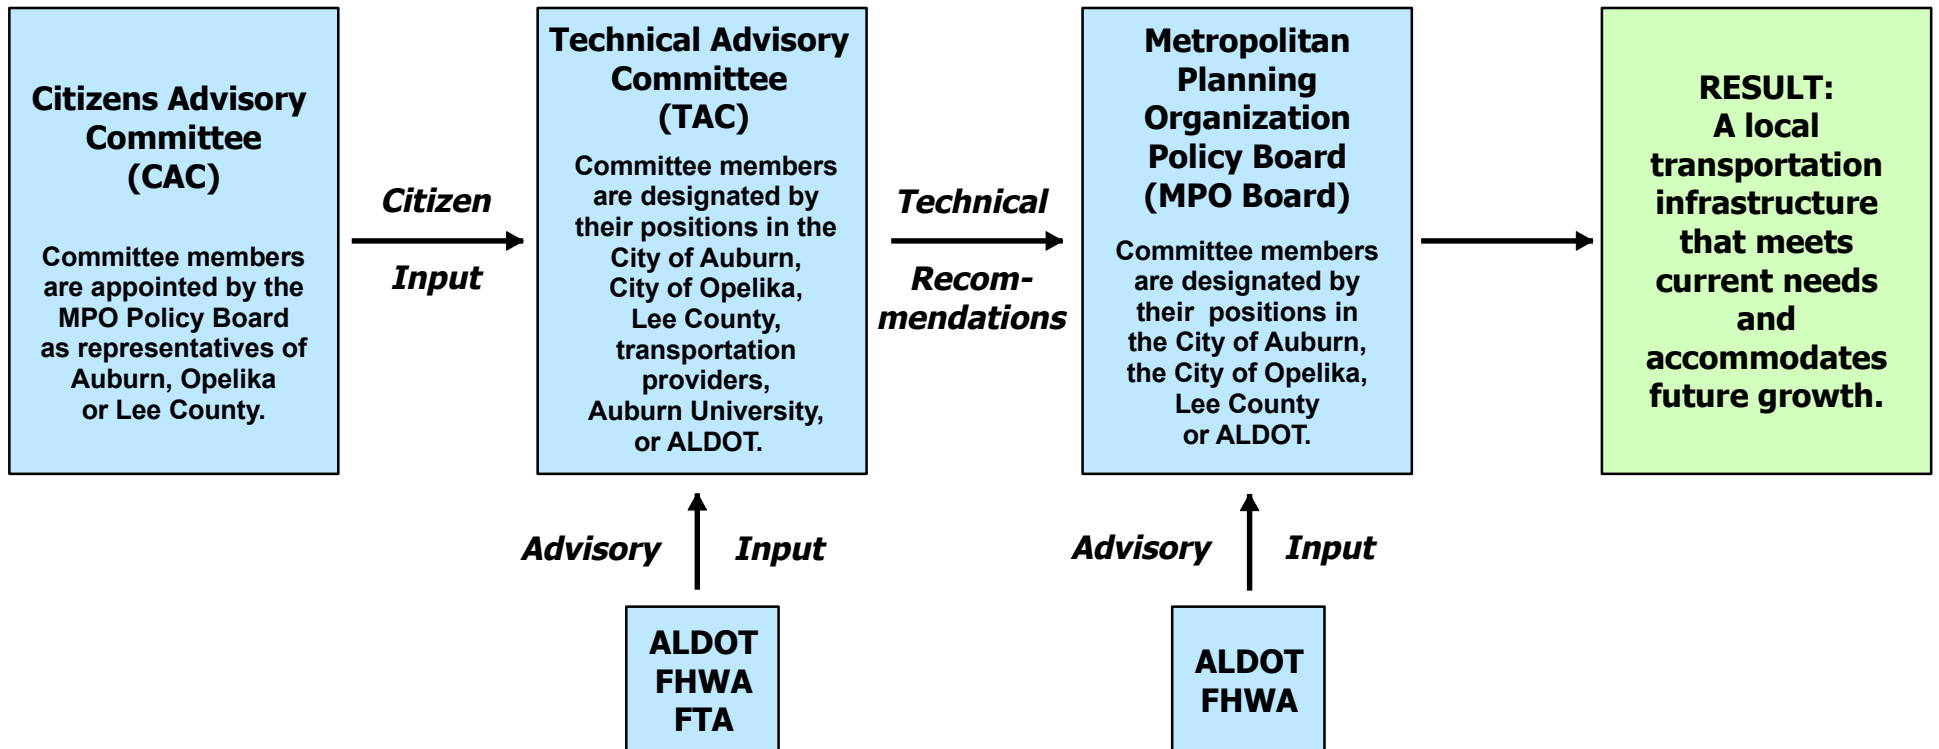 Citizens Advisory
Committee
(CAC)
Committee members
are appointed by the
MPO Policy Board
as representatives of
Auburn, Opelika
or Lee County.
Citizen
Input
Technical Advisory
Committee
(TAC)
Committee members
are designated by
their positions in the
City of Auburn,
City of Opelika,
Lee County,
transportation
providers,
Auburn University,
or ALDOT.
Technical
Recom-
mendations
Metropolitan
Planning
Organization
Policy Board
(MPO Board)
Committee members
are designated by
their positions in
the City of Auburn,
the City of Opelika,
Lee County
or ALDOT.
RESULT:
A local
transportation
infrastructure
that meets
current needs
and
accommodates
future growth.
Advisory Input
ALDOT
FHWA
FTA
Advisory Input
ALDOT
FHWA